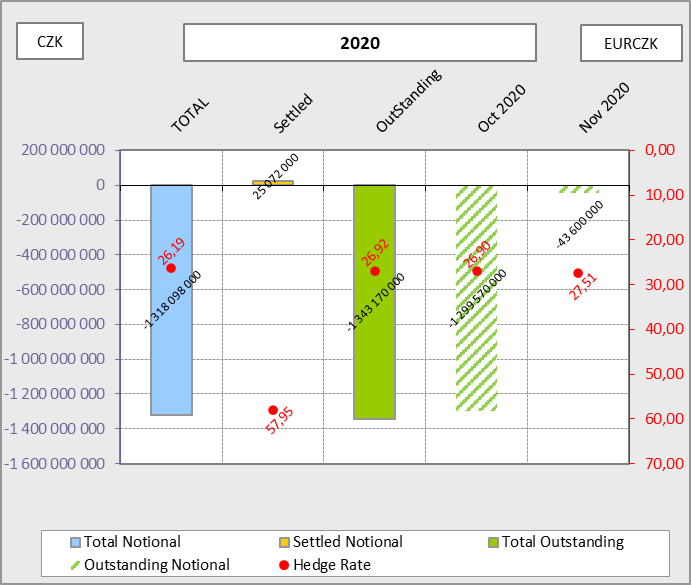 CZK
2020
EURCZK
TOTAL
Settled
OutStanding
Oct 2020
Nov 2020
200 000 000
0
-200 000 000
-400 000 000
-600 000 000
-800 000 000
-1 000 000 000
-1 200 000 000
-1 400 000 000
-1 600 000 000
0,00
10,00
20,00
30,00
40,00
50,00
60,00
70,00
25 072 000
-1 318 098 000
-1 343 170 000
-1 299 570 000
-43 600 000
26,19
57,95
26,92
26,90
27,51
Total Notional
Settled Notional
Total Outstanding
Outstanding Notional
Hedge Rate